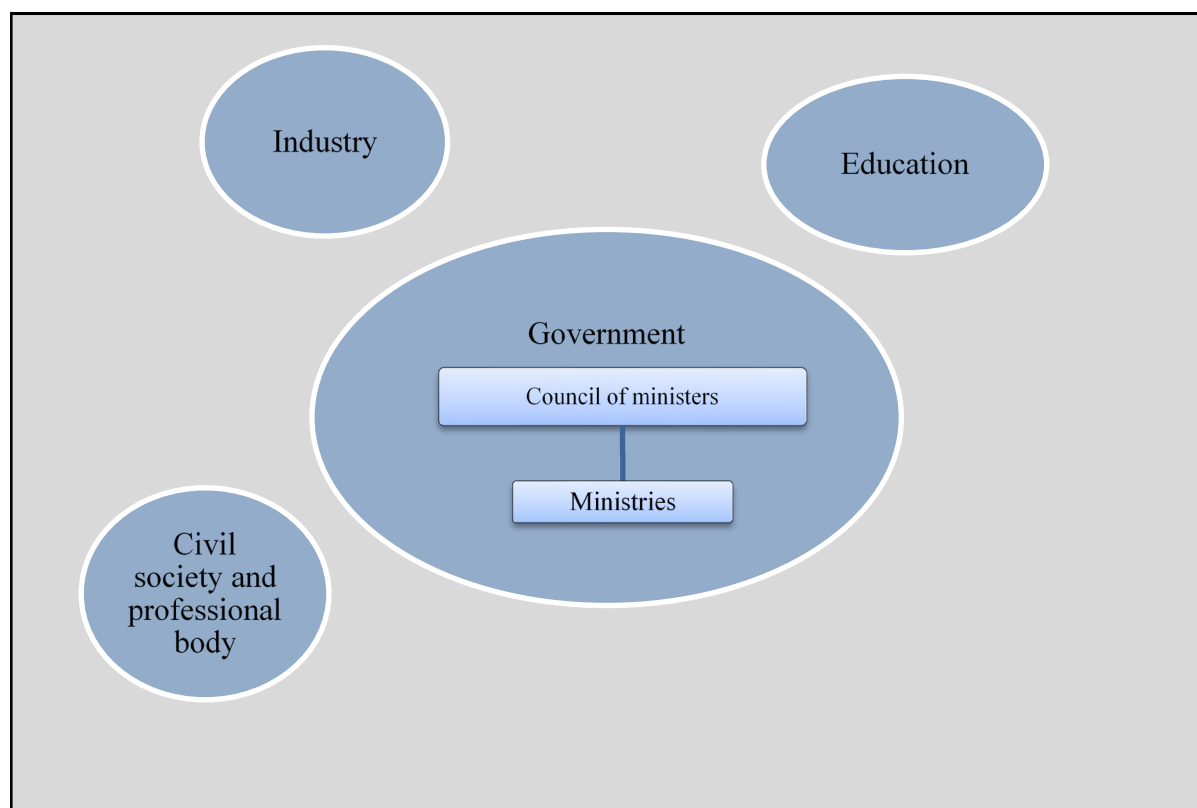 Industry
Education
Government
Council of ministers
Ministries
Civil
society and
professional
body